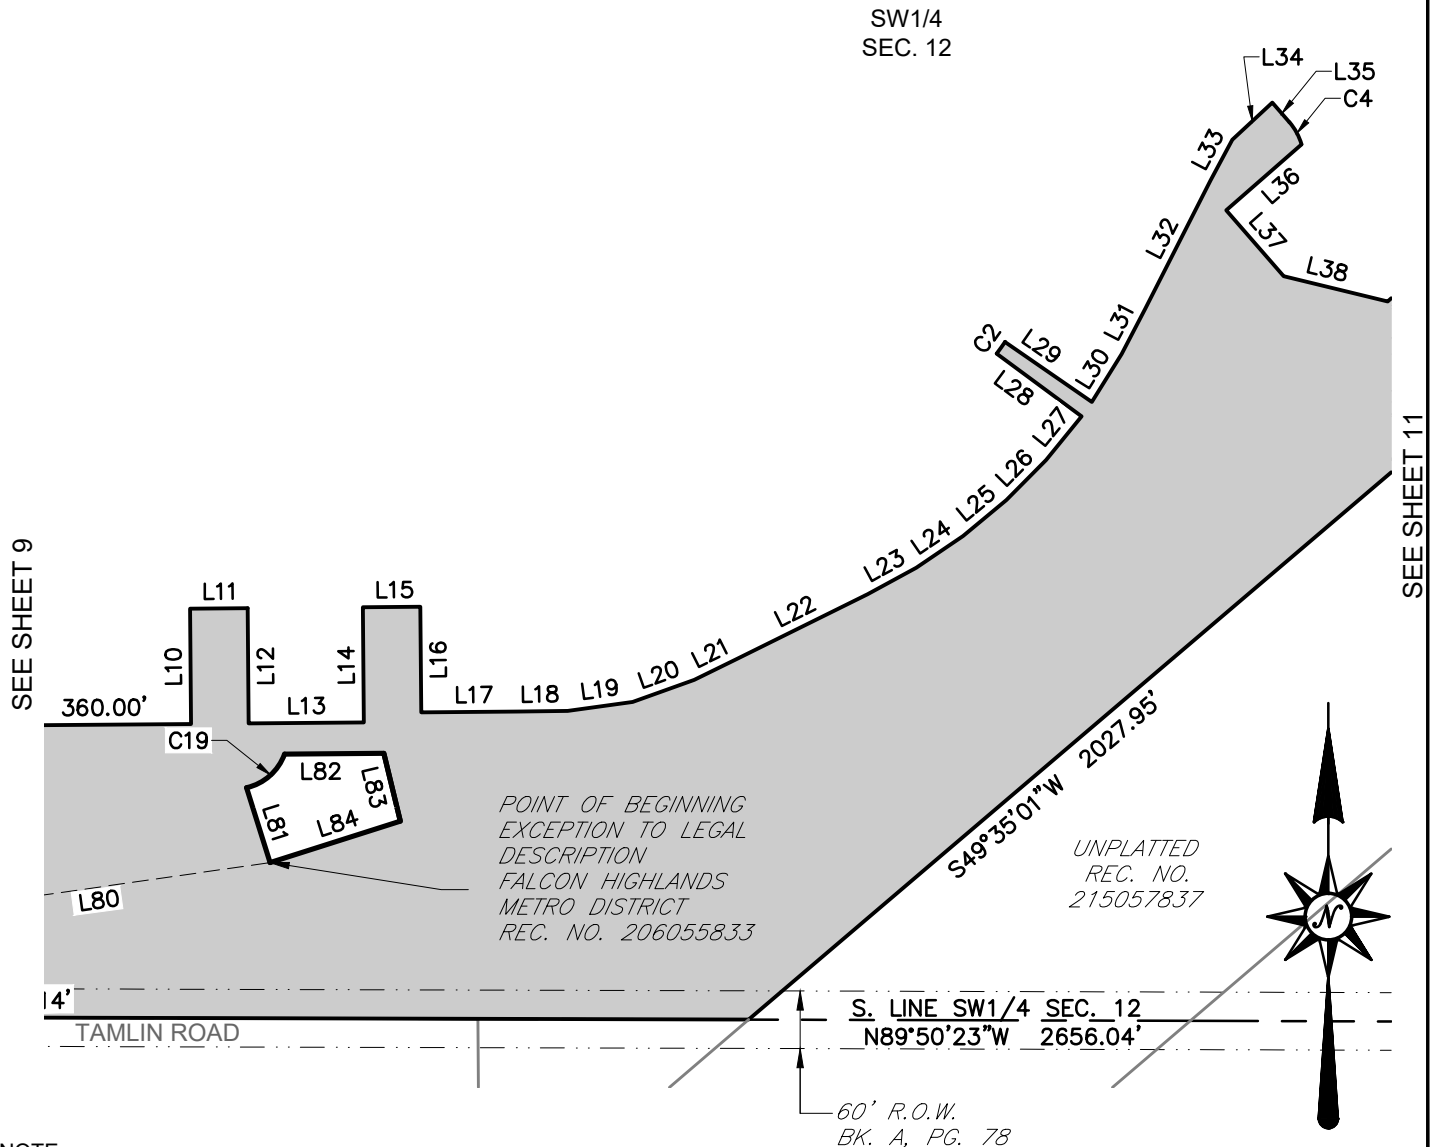 SW1/4
SEC. 12
L34
L35
C4
L33
L36
L37
L32
L38
L31
C2
L29
L30
L28
L27
L26
L25
L24
L23
L22
SEE SHEET 11
SEE SHEET 9
L11
L15
L10
L12
L14
L16
L21
L20
L19
L18
L17
360.00'
L13
C19
L82
L83
L81
L84
L80
S49°35'01"W 2027.95'
POINT OF BEGINNING
EXCEPTION TO LEGAL
DESCRIPTION
FALCON HIGHLANDS
METRO DISTRICT
REC. NO. 206055833
UNPLATTED
REC. NO.
215057837
N
14'
TAMLIN ROAD
S. LINE SW1/4 SEC. 12
N89°50'23"W 2656.04'
60' R.O.W.
BK. A, PG. 78
NOTE